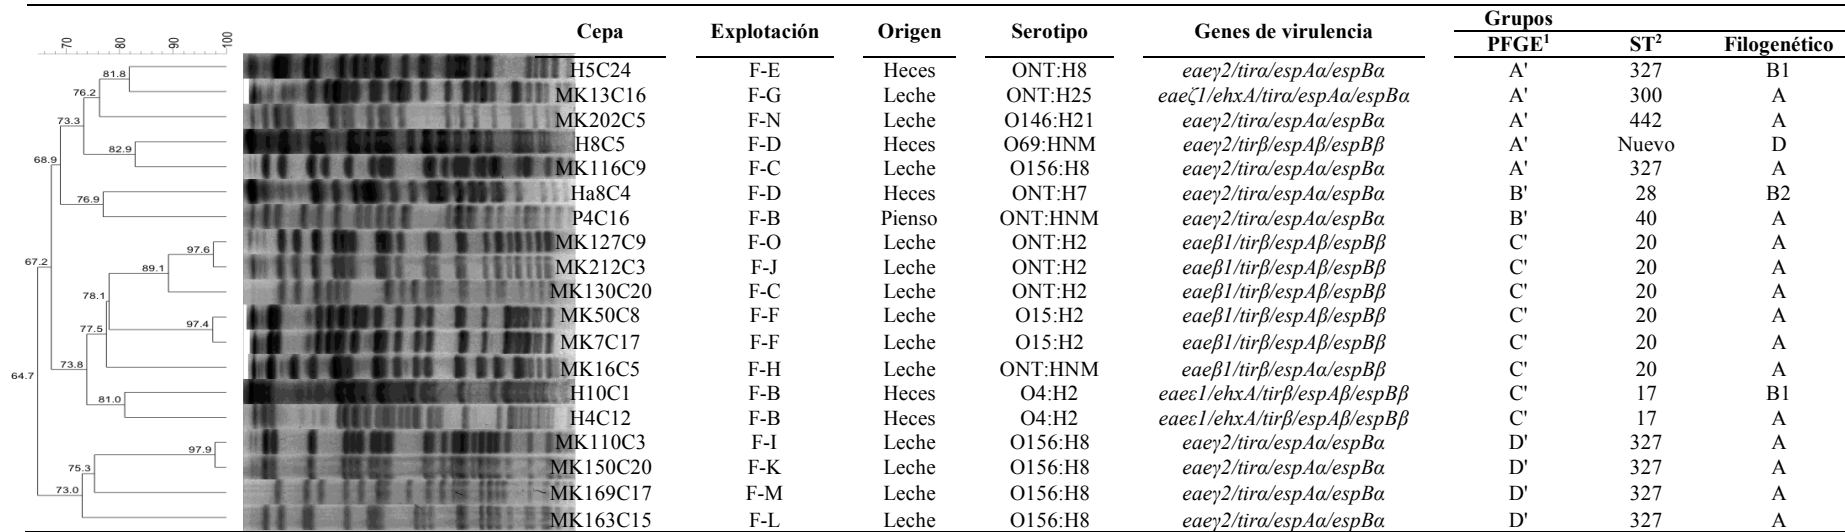 Grupos
Cepa Explotación Origen Serotipo Genes de virulencia PFGE¹ ST² Filogenético
70 80 90 100
H5C24 F-E Heces ONT:H8 eaeγ2/tirα/espAα/espBα A' 327 B1
81.8
MK13C16 F-G Leche ONT:H25 eaeζ1/ehxA/tirα/espAα/espBα A' 300 A
76.2
MK202C5 F-N Leche O146:H21 eaeγ2/tirα/espAα/espBα A' 442 A
73.3
H8C5 F-D Heces O69:HNM eaeγ2/tirβ/espAβ/espBβ A' Nuevo D
82.9
68.9
MK116C9 F-C Leche O156:H8 eaeγ2/tirα/espAα/espBα A' 327 A
Ha8C4 F-D Heces ONT:H7 eaeγ2/tirα/espAα/espBα B' 28 B2
76.9
P4C16 F-B Pienso ONT:HNM eaeγ2/tirα/espAα/espBα B' 40 A
MK127C9 F-O Leche ONT:H2 eaeβ1/tirβ/espAβ/espBβ C' 20 A
97.6
67.2
MK212C3 F-J Leche ONT:H2 eaeβ1/tirβ/espAβ/espBβ C' 20 A
89.1
MK130C20 F-C Leche ONT:H2 eaeβ1/tirβ/espAβ/espBβ C' 20 A
78.1
MK50C8 F-F Leche O15:H2 eaeβ1/tirβ/espAβ/espBβ C' 20 A
97.4
77.5
MK7C17 F-F Leche O15:H2 eaeβ1/tirβ/espAβ/espBβ C' 20 A
MK16C5 F-H Leche ONT:HNM eaeβ1/tirβ/espAα/espBβ C' 20 A
73.8
64.7
H10C1 F-B Heces O4:H2 eaeε1/ehxA/tirβ/espAβ/espBβ C' 17 B1
81.0
H4C12 F-B Heces O4:H2 eaeε1/ehxA/tirβ/espAβ/espBβ C' 17 A
MK110C3 F-I Leche O156:H8 eaeγ2/tirα/espAα/espBα D' 327 A
97.9
MK150C20 F-K Leche O156:H8 eaeγ2/tirα/espAα/espBα D' 327 A
75.3
MK169C17 F-M Leche O156:H8 eaeγ2/tirα/espAα/espBα D' 327 A
73.0
MK163C15 F-L Leche O156:H8 eaeγ2/tirα/espAα/espBα D' 327 A